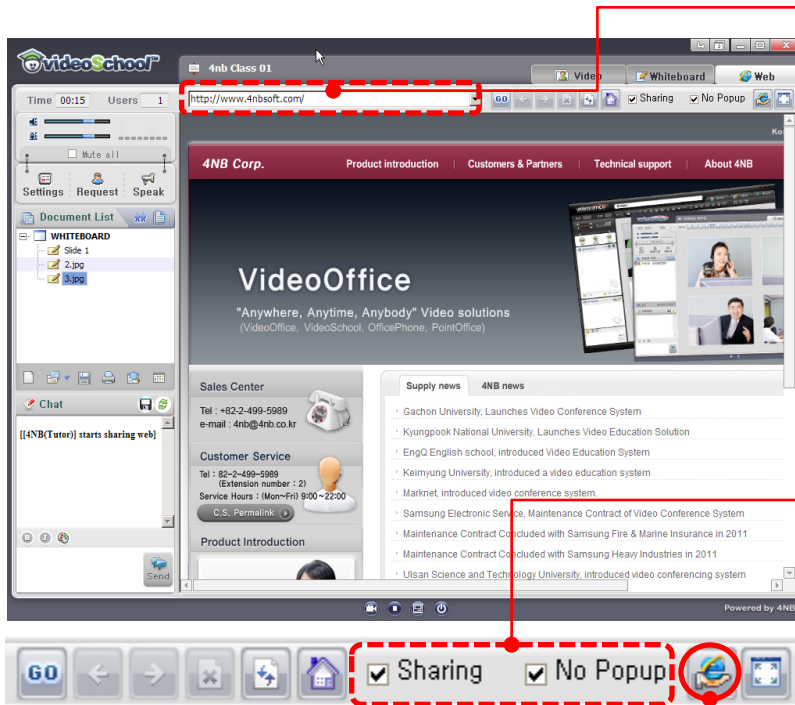 videoSchool™
4nb Class 01
Video
Whiteboard
Web
Time 00:15 Users 1
http://www.4nbsoft.com/
GO
Sharing
No Popup
Mute all
Settings Request Speak
Document List
WHITEBOARD
Slide 1
2.jpg
3.jpg
Chat
[[4NB(Tutor)] starts sharing web]
Send
Ko
4NB Corp.
Product introduction | Customers & Partners | Technical support | About 4NB
VideoOffice
"Anywhere, Anytime, Anybody" Video solutions
(VideoOffice, VideoSchool, OfficePhone, PointOffice)
Sales Center
Tel : +82-2-499-5989
e-mail : 4nb@4nb.co.kr
Customer Service
Tel : 82-2-499-5989
(Extension number : 2)
Service Hours : (Mon~Fri) 9:00~22:00
C.S. Permalink
Product Introduction
Supply news
4NB news
Gachon University, Launches Video Conference System
Kyungpook National University, Launches Video Education Solution
EngQ English school, introduced Video Education System
Keimyung University, introduced a video education system
Marknet, introduced video conference system.
Samsung Electronic Service, Maintenance Contract of Video Conference System
Maintenance Contract Concluded with Samsung Fire & Marine Insurance in 2011
Maintenance Contract Concluded with Samsung Heavy Industries in 2011
Ulsan Science and Technology University, introduced video conferencing system
Powered by 4NB
GO
Sharing
No Popup